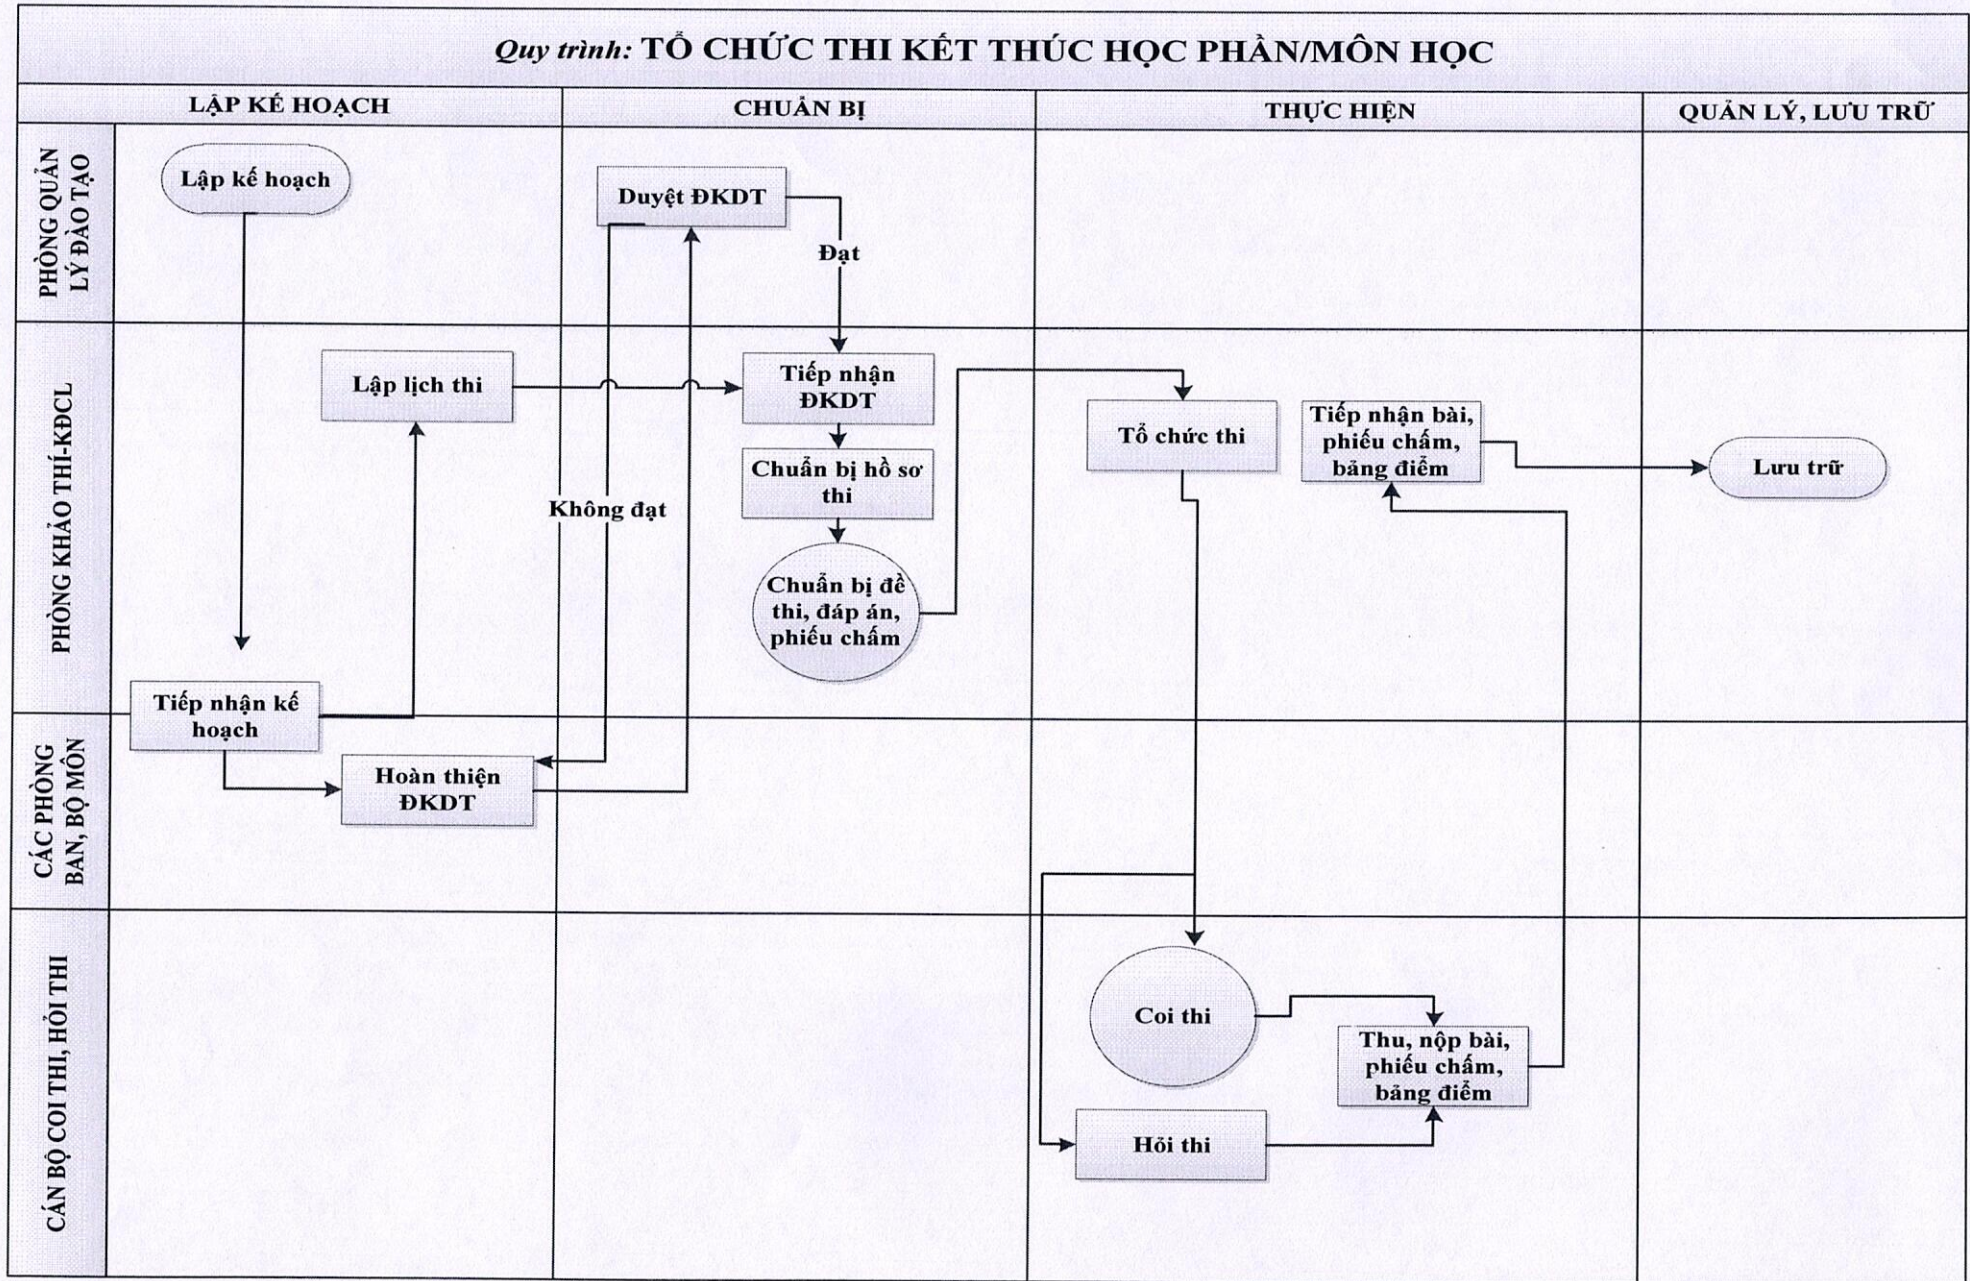 Quy trình: TỔ CHỨC THI KẾT THÚC HỌC PHẦN/MÔN HỌC
LẬP KẾ HOẠCH
CHUẨN BỊ
THỰC HIỆN
QUẢN LÝ, LƯU TRỮ
PHÒNG QUẢN
LÝ ĐÀO TẠO
Lập kế hoạch
Duyệt ĐKDT
Đạt
PHÒNG KHẢO THÍ-KĐCL
Lập lịch thi
Tiếp nhận
ĐKDT
Tổ chức thi
Tiếp nhận bài,
phiếu chấm,
bảng điểm
Lưu trữ
Chuẩn bị hồ sơ
thi
Không đạt
Chuẩn bị đề
thi, đáp án,
phiếu chấm
Tiếp nhận kế
hoạch
CÁC PHÒNG
BAN, BỘ MÔN
Hoàn thiện
ĐKDT
CÁN BỘ COI THI, HỎI THI
Coi thi
Thu, nộp bài,
phiếu chấm,
bảng điểm
Hỏi thi